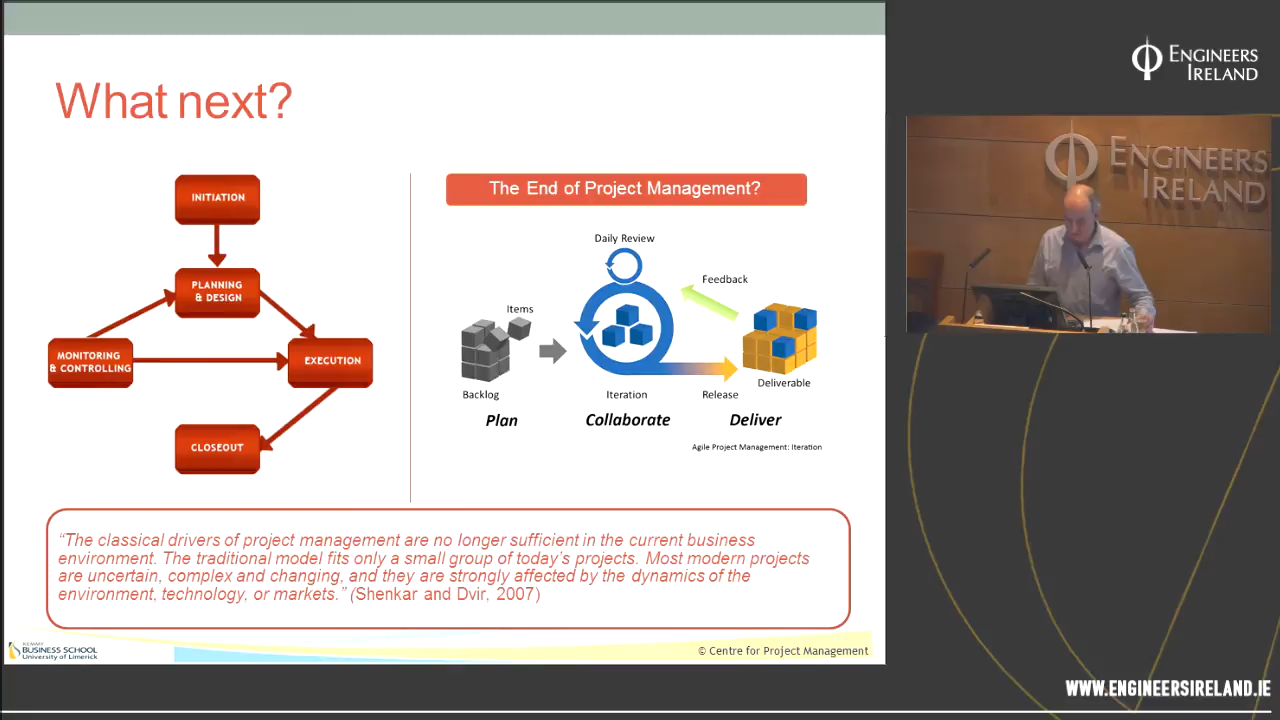 What next?
INITIATION
PLANNING
& DESIGN
MONITORING
& CONTROLLING
EXECUTION
CLOSEOUT
The End of Project Management?
Daily Review
Feedback
Items
Backlog
Iteration
Release
Deliverable
Plan
Collaborate
Deliver
Agile Project Management: Iteration
“The classical drivers of project management are no longer sufficient in the current business
environment. The traditional model fits only a small group of today’s projects. Most modern projects
are uncertain, complex and changing, and they are strongly affected by the dynamics of the
environment, technology, or markets.” (Shenkar and Dvir, 2007)
KEMMY
BUSINESS SCHOOL
University of Limerick
© Centre for Project Management
ENGINEERS
IRELAND
ENGINEERS
IRELAND
WWW.ENGINEERSIRELAND.IE